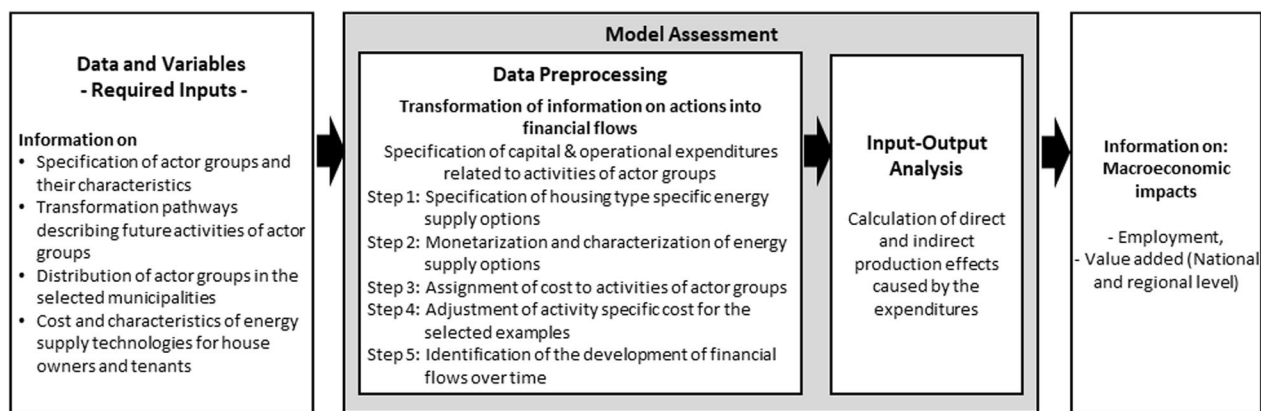 Data and Variables
- Required Inputs -
Information on
• Specification of actor groups and
their characteristics
• Transformation pathways
describing future activities of actor
groups
• Distribution of actor groups in the
selected municipalities
• Cost and characteristics of energy
supply technologies for house
owners and tenants
Model Assessment
Data Preprocessing
Transformation of information on actions into
financial flows
Specification of capital & operational expenditures
related to activities of actor groups
Step 1: Specification of housing type specific energy
supply options
Step 2: Monetarization and characterization of energy
supply options
Step 3: Assignment of cost to activities of actor groups
Step 4: Adjustment of activity specific cost for the
selected examples
Step 5: Identification of the development of financial
flows over time
Input-Output
Analysis
Calculation of direct
and indirect
production effects
caused by the
expenditures
Information on:
Macroeconomic
impacts
- Employment,
- Value added (National
and regional level)